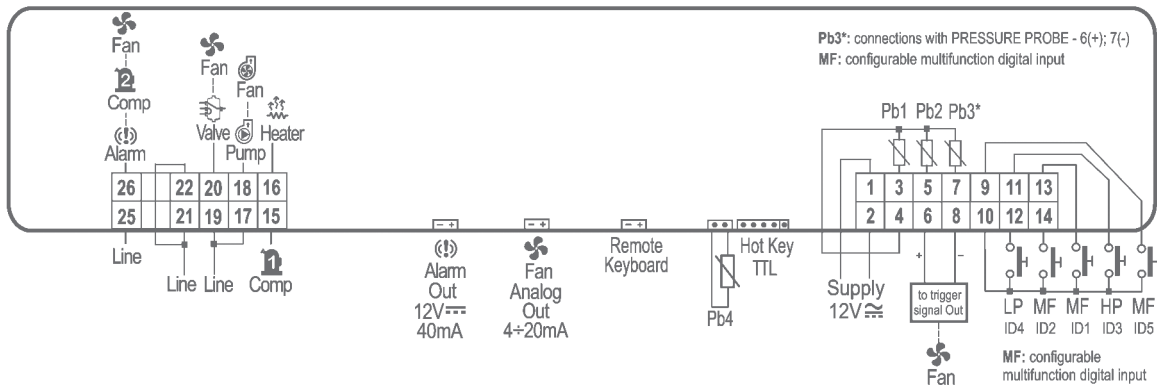 Pb3*: connections with PRESSURE PROBE - 6(+); 7(-)
MF: configurable multifunction digital input
Fan
2
Comp
Alarm
Fan
Valve
Fan
Pump
Heater
Pb1 Pb2 Pb3*
26 22 20 18 16
25 21 19 17 15
1 3 5 7 9 11 13
2 4 6 8 10 12 14
Line
Line Line
1
Comp
- +
Alarm
Out
12V
40mA
- +
Fan
Analog
Out
4÷20mA
- +
Remote
Keyboard
Pb4
Hot Key
TTL
Supply
12V
+ –
to trigger
signal Out
Fan
LP MF MF HP MF
ID4 ID2 ID1 ID3 ID5
MF: configurable
multifunction digital input